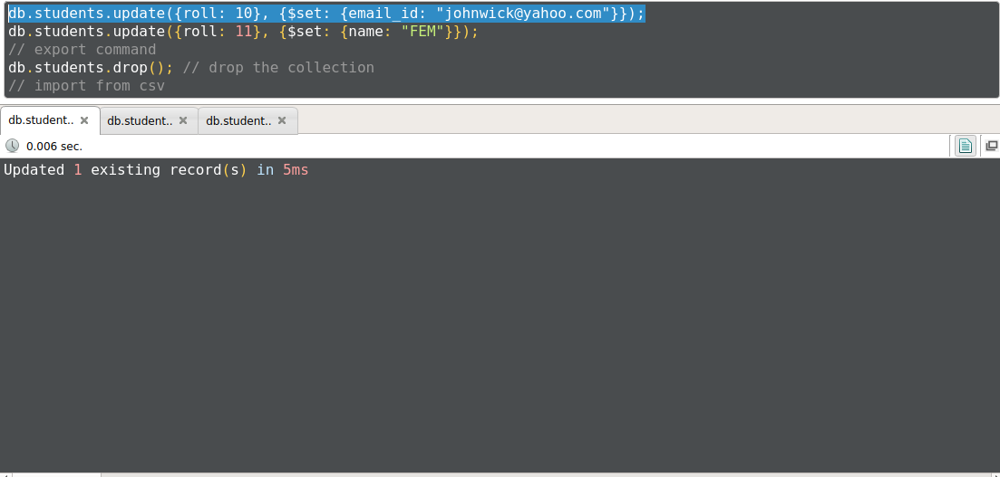 db.students.update({roll: 10}, {$set: {email_id: "johnwick@yahoo.com"}});
db.students.update({roll: 11}, {$set: {name: "FEM"}});
// export command
db.students.drop(); // drop the collection
// import from csv
db.student.. db.student.. db.student..
0.006 sec.
Updated 1 existing record(s) in 5ms